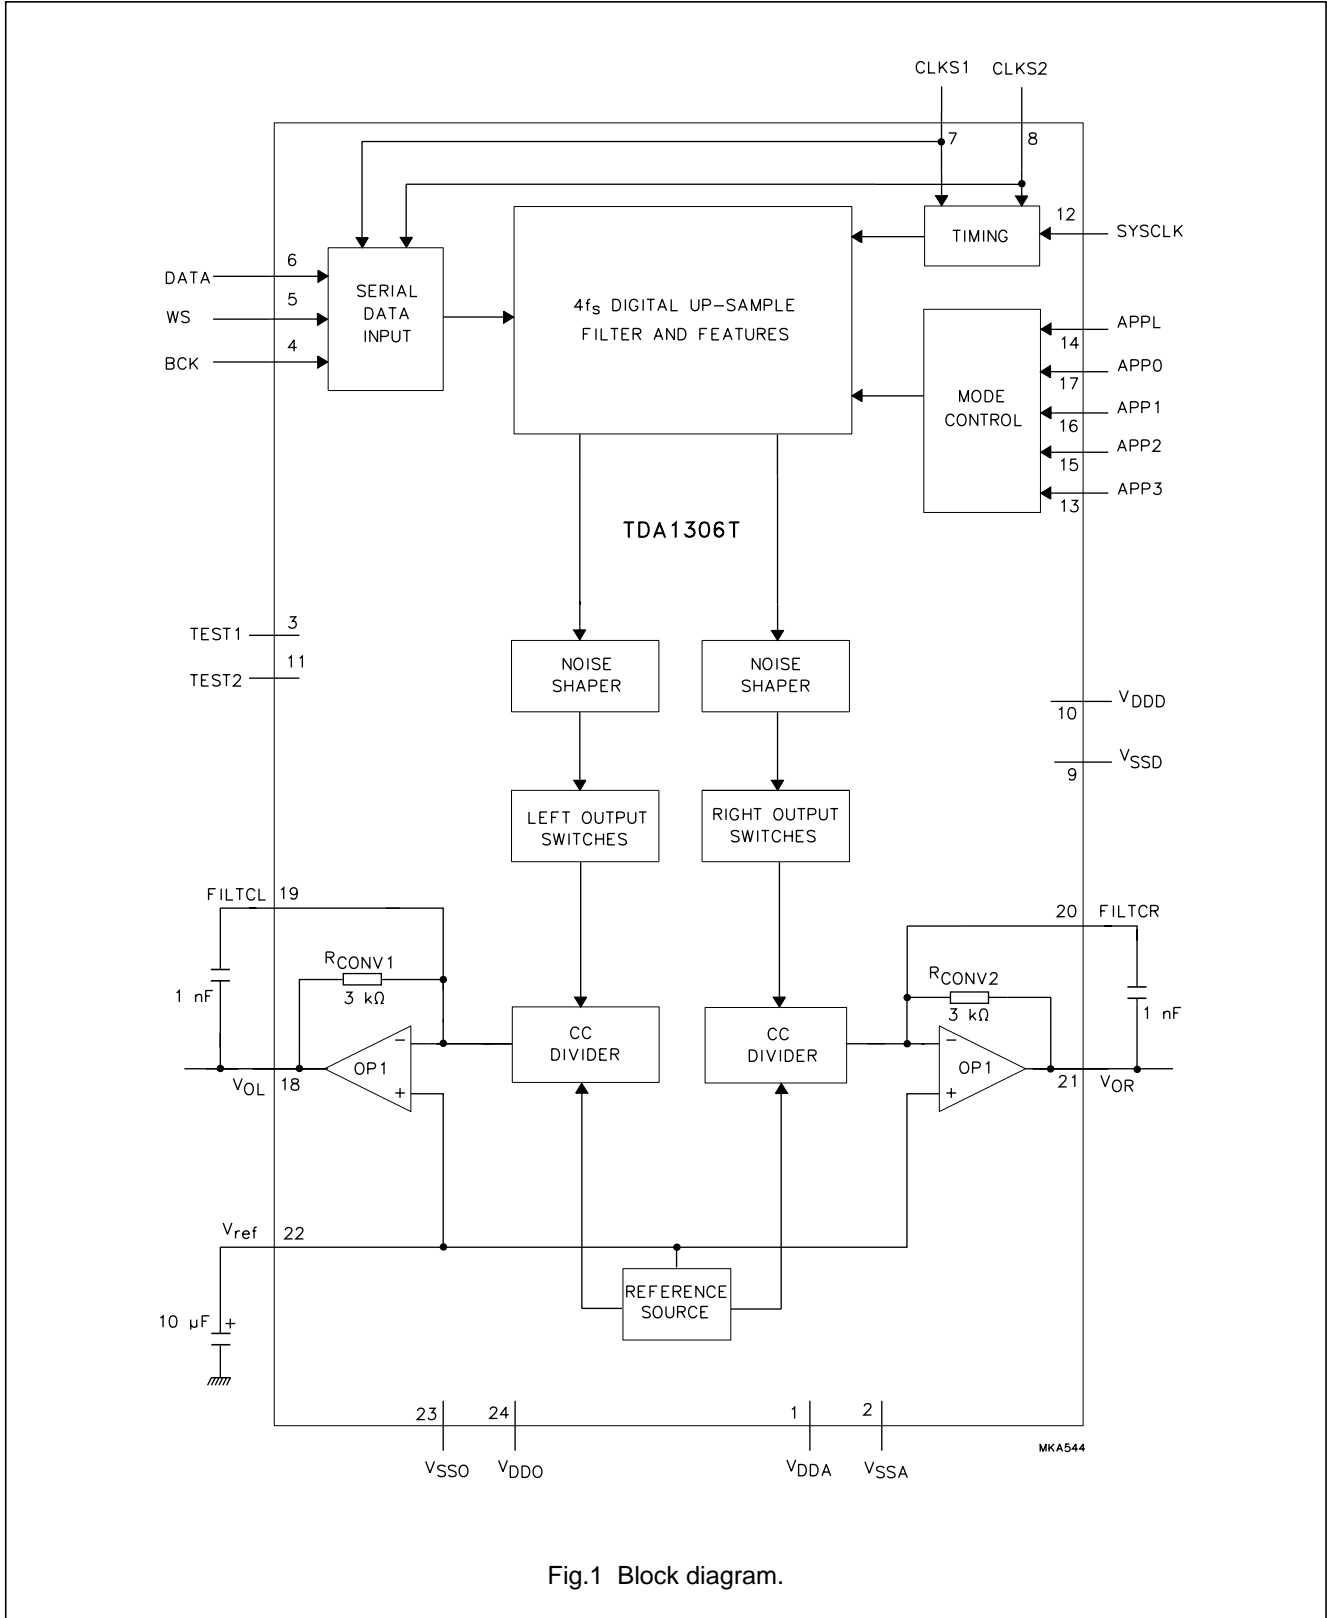 CLKS1 CLKS2
7 8
12
SYSCLK
TIMING
6
DATA
5
WS
4
BCK
SERIAL
DATA
INPUT
4fs DIGITAL UP-SAMPLE
FILTER AND FEATURES
MODE
CONTROL
APPL
14
APP0
17
APP1
16
APP2
15
APP3
13
TDA1306T
3
TEST1
11
TEST2
NOISE
SHAPER
NOISE
SHAPER
VDDD
10
VSSD
9
LEFT OUTPUT
SWITCHES
RIGHT OUTPUT
SWITCHES
FILTCL 19
20 FILTCR
RCONV1
3 kΩ
1 nF
RCONV2
3 kΩ
1 nF
CC
DIVIDER
CC
DIVIDER
− OP1 +
− OP1 +
VOL 18
21 VOR
Vref 22
REFERENCE
SOURCE
10 µF +
23 24 1 2
VSSO VDDO VDDA VSSA
MKA544
Fig.1 Block diagram.